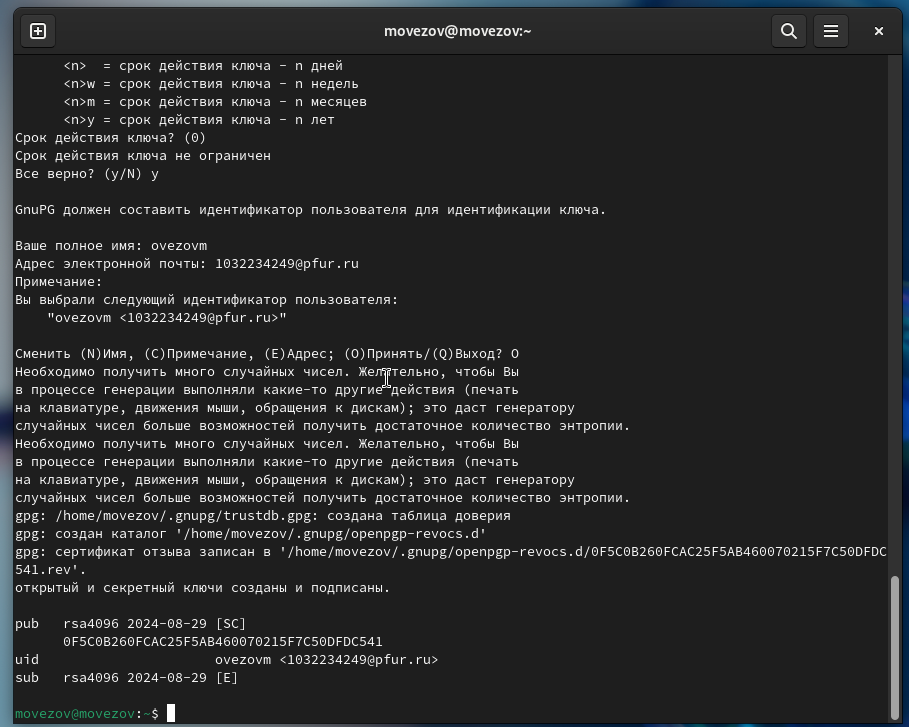 movezov@movezov:~
<n>  = срок действия ключа - n дней
<n>w = срок действия ключа - n недель
<n>m = срок действия ключа - n месяцев
<n>y = срок действия ключа - n лет
Срок действия ключа? (0)
Срок действия ключа не ограничен
Все верно? (y/N) y
GnuPG должен составить идентификатор пользователя для идентификации ключа.
Ваше полное имя: ovezovm
Адрес электронной почты: 1032234249@pfur.ru
Примечание:
Вы выбрали следующий идентификатор пользователя:
"ovezovm <1032234249@pfur.ru>"
Сменить (N)Имя, (C)Примечание, (E)Адрес; (O)Принять/(Q)Выход? O
Необходимо получить много случайных чисел. Желательно, чтобы Вы
в процессе генерации выполняли какие-то другие действия (печать
на клавиатуре, движения мыши, обращения к дискам); это даст генератору
случайных чисел больше возможностей получить достаточное количество энтропии.
Необходимо получить много случайных чисел. Желательно, чтобы Вы
в процессе генерации выполняли какие-то другие действия (печать
на клавиатуре, движения мыши, обращения к дискам); это даст генератору
случайных чисел больше возможностей получить достаточное количество энтропии.
gpg: /home/movezov/.gnupg/trustdb.gpg: создана таблица доверия
gpg: создан каталог '/home/movezov/.gnupg/openpgp-revocs.d'
gpg: сертификат отзыва записан в '/home/movezov/.gnupg/openpgp-revocs.d/0F5C0B260FCAC25F5AB460070215F7C50DFDC
541.rev'.
открытый и секретный ключи созданы и подписаны.
pub   rsa4096 2024-08-29 [SC]
0F5C0B260FCAC25F5AB460070215F7C50DFDC541
uid                      ovezovm <1032234249@pfur.ru>
sub   rsa4096 2024-08-29 [E]
movezov@movezov:~$